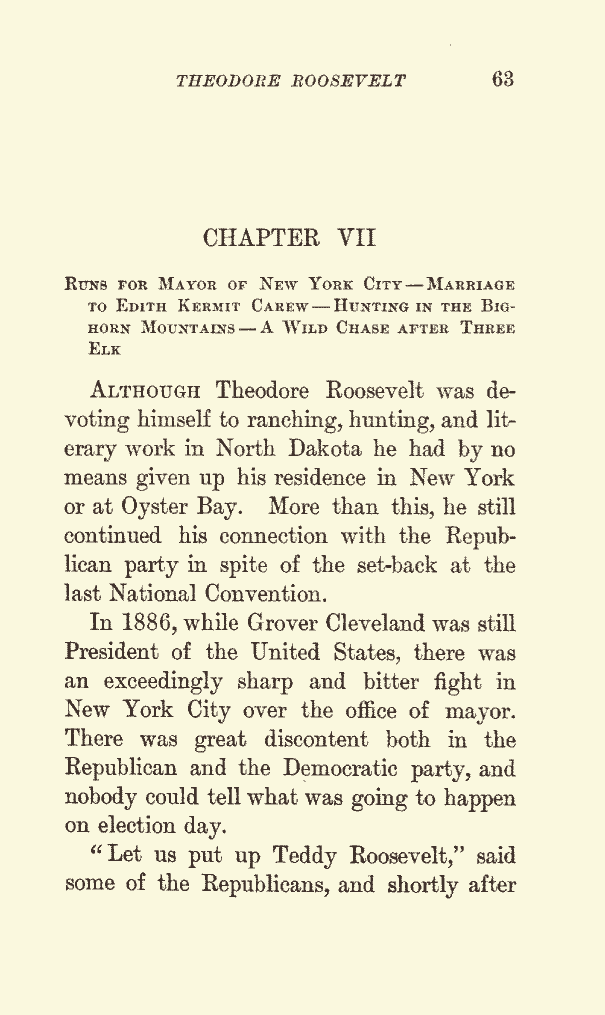 THEODORE ROOSEVELT 63
CHAPTER VII
Runs for Mayor of New York City—Marriage
to Edith Kermit Carew—Hunting in the Big-
horn Mountains—A Wild Chase after Three
Elk
Although Theodore Roosevelt was de-
voting himself to ranching, hunting, and lit-
erary work in North Dakota he had by no
means given up his residence in New York
or at Oyster Bay. More than this, he still
continued his connection with the Repub-
lican party in spite of the set-back at the
last National Convention.
In 1886, while Grover Cleveland was still
President of the United States, there was
an exceedingly sharp and bitter fight in
New York City over the office of mayor.
There was great discontent both in the
Republican and the Democratic party, and
nobody could tell what was going to happen
on election day.
“Let us put up Teddy Roosevelt,” said
some of the Republicans, and shortly after